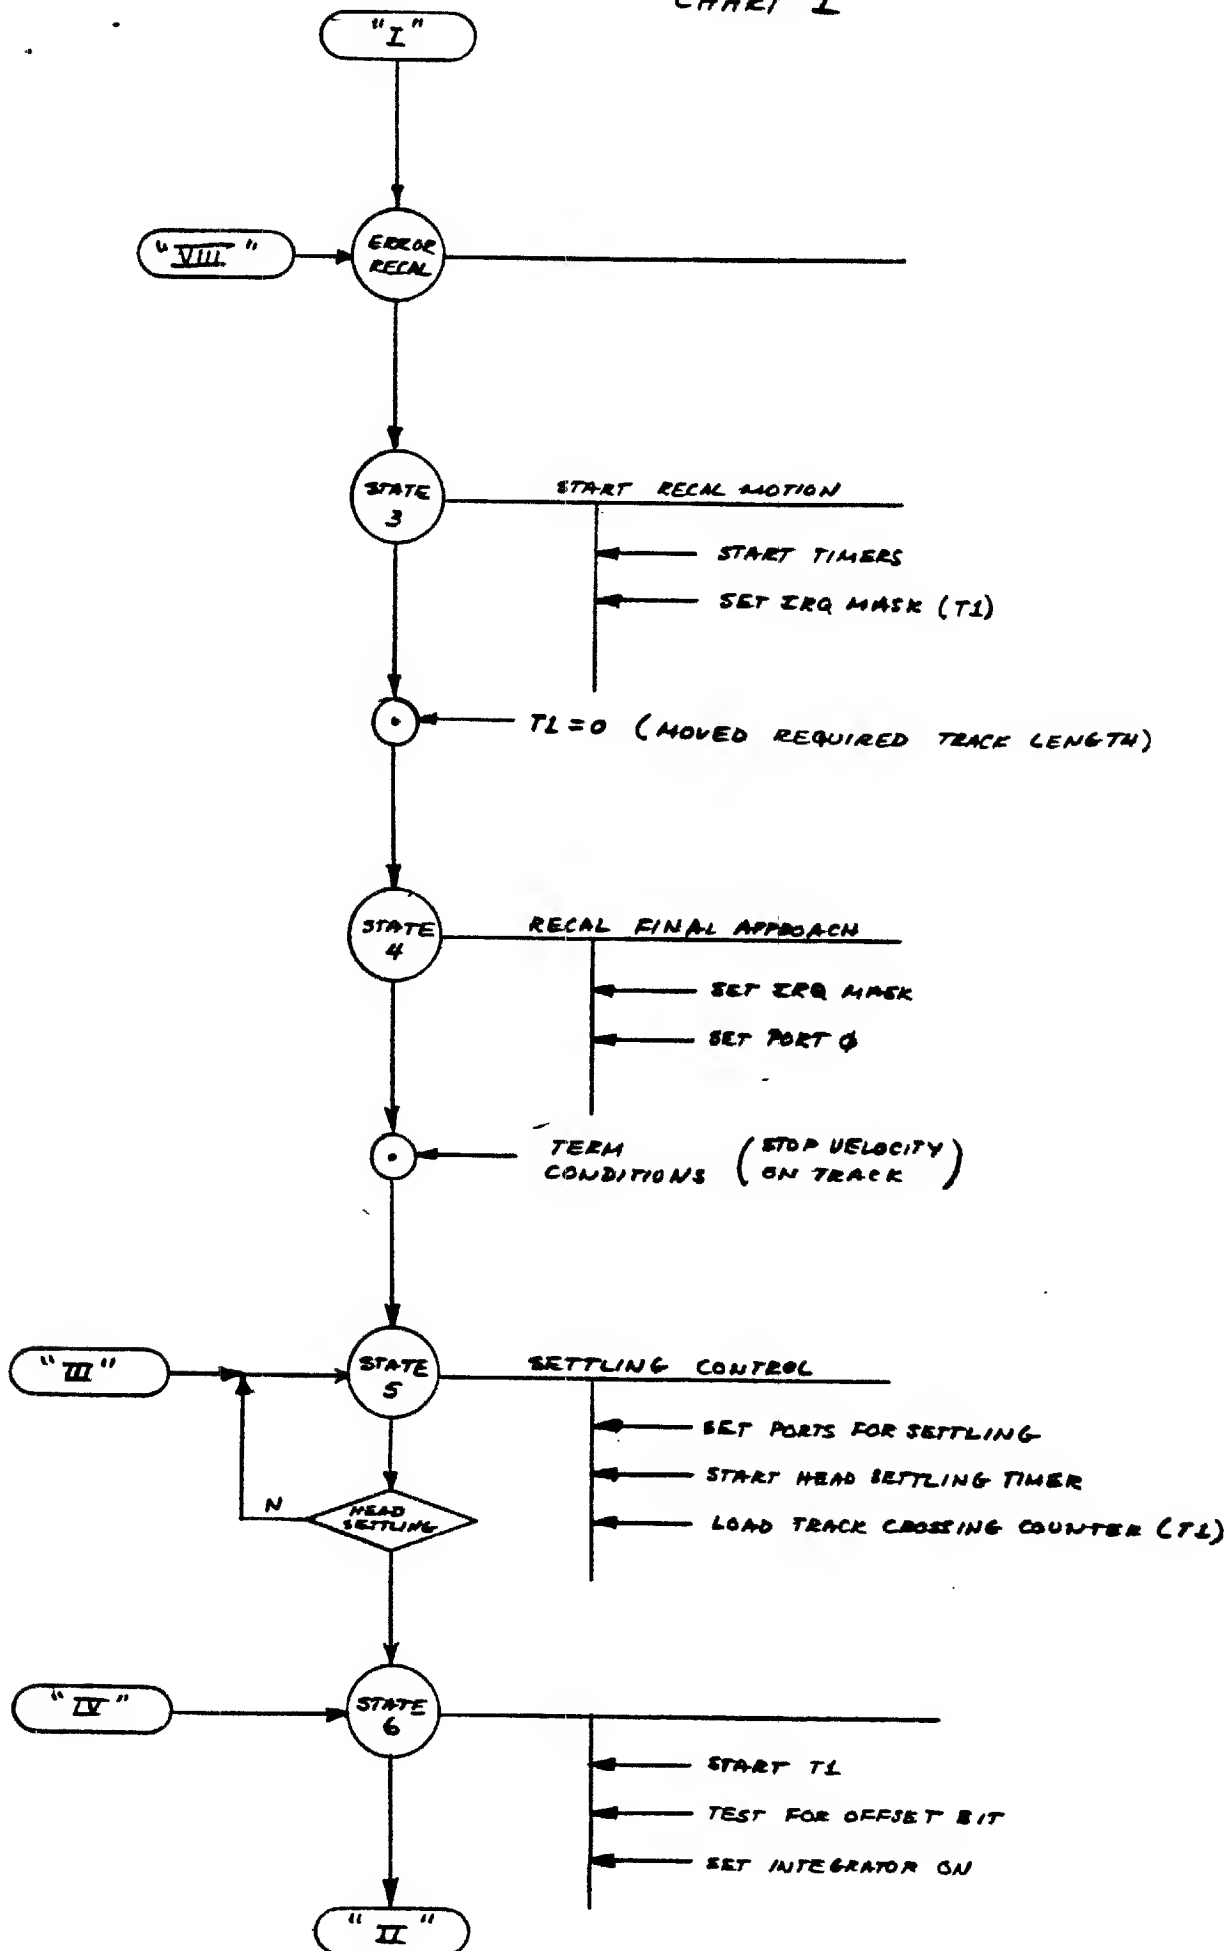 CHART I
"I"
"VIII"
ERROR
RECAL
STATE
3
START RECAL MOTION
START TIMERS
SET IRQ MASK (T1)
T1=0 (MOVED REQUIRED TRACK LENGTH)
STATE
4
RECAL FINAL APPROACH
SET IRQ MASK
SET PORT Ø
TERM
CONDITIONS
(STOP VELOCITY
ON TRACK)
"III"
STATE
5
SETTLING CONTROL
SET PORTS FOR SETTLING
START HEAD SETTLING TIMER
LOAD TRACK CROSSING COUNTER (T1)
N
HEAD
SETTLING
"IV"
STATE
6
START T1
TEST FOR OFFSET BIT
SET INTEGRATOR ON
"II"